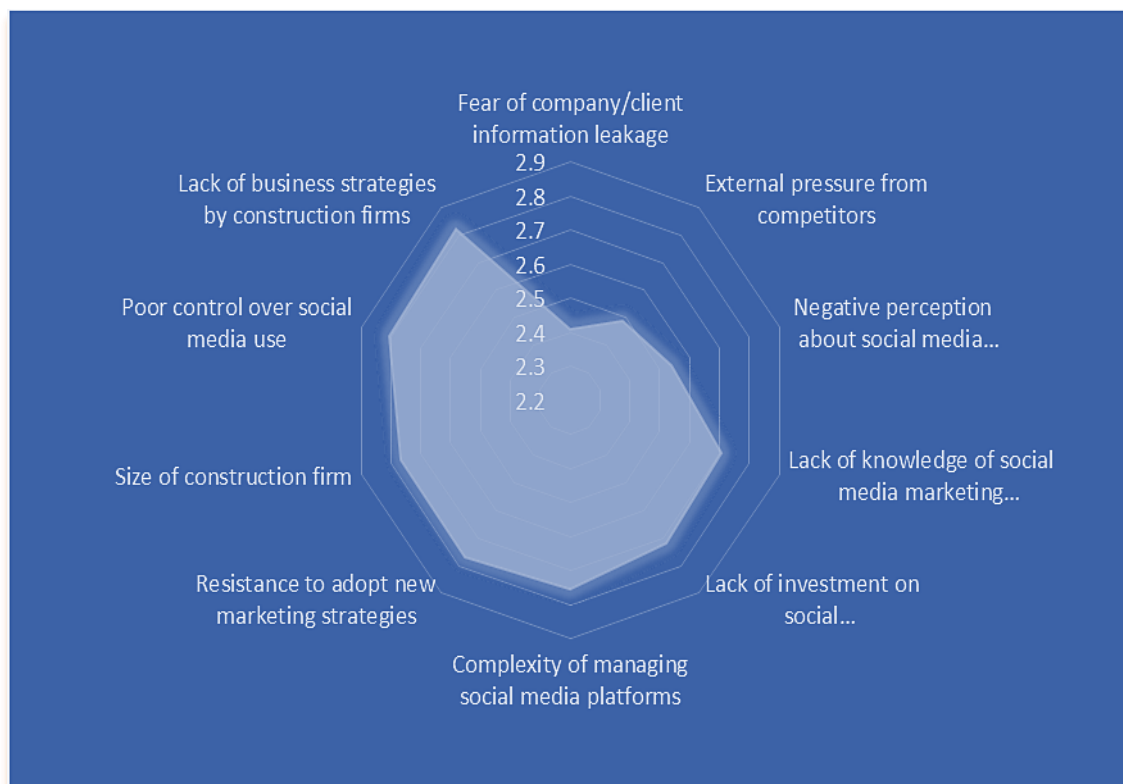 Fear of company/client
information leakage
External pressure from
competitors
Negative perception
about social media...
Lack of knowledge of social
media marketing...
Lack of investment on
social...
Complexity of managing
social media platforms
Resistance to adopt new
marketing strategies
Size of construction firm
Poor control over social
media use
Lack of business strategies
by construction firms
2.9
2.8
2.7
2.6
2.5
2.4
2.3
2.2